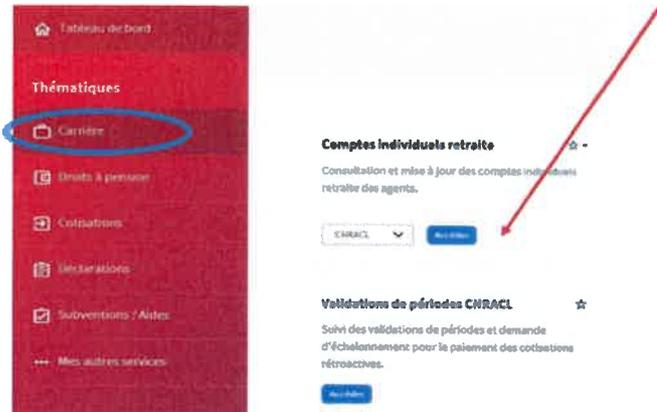 Tableau de bord
Thématiques
Carrière
Droits à pension
Cotisations
Déclarations
Subventions / Aides
Mes autres services
Comptes individuels retraite
Consultation et mise à jour des comptes individuels
retraite des agents.
CNRACL
Accéder
Validations de périodes CNRACL
Suivi des validations de périodes et demande
d'échelonnement pour le paiement des cotisations
rétroactives.
Accéder